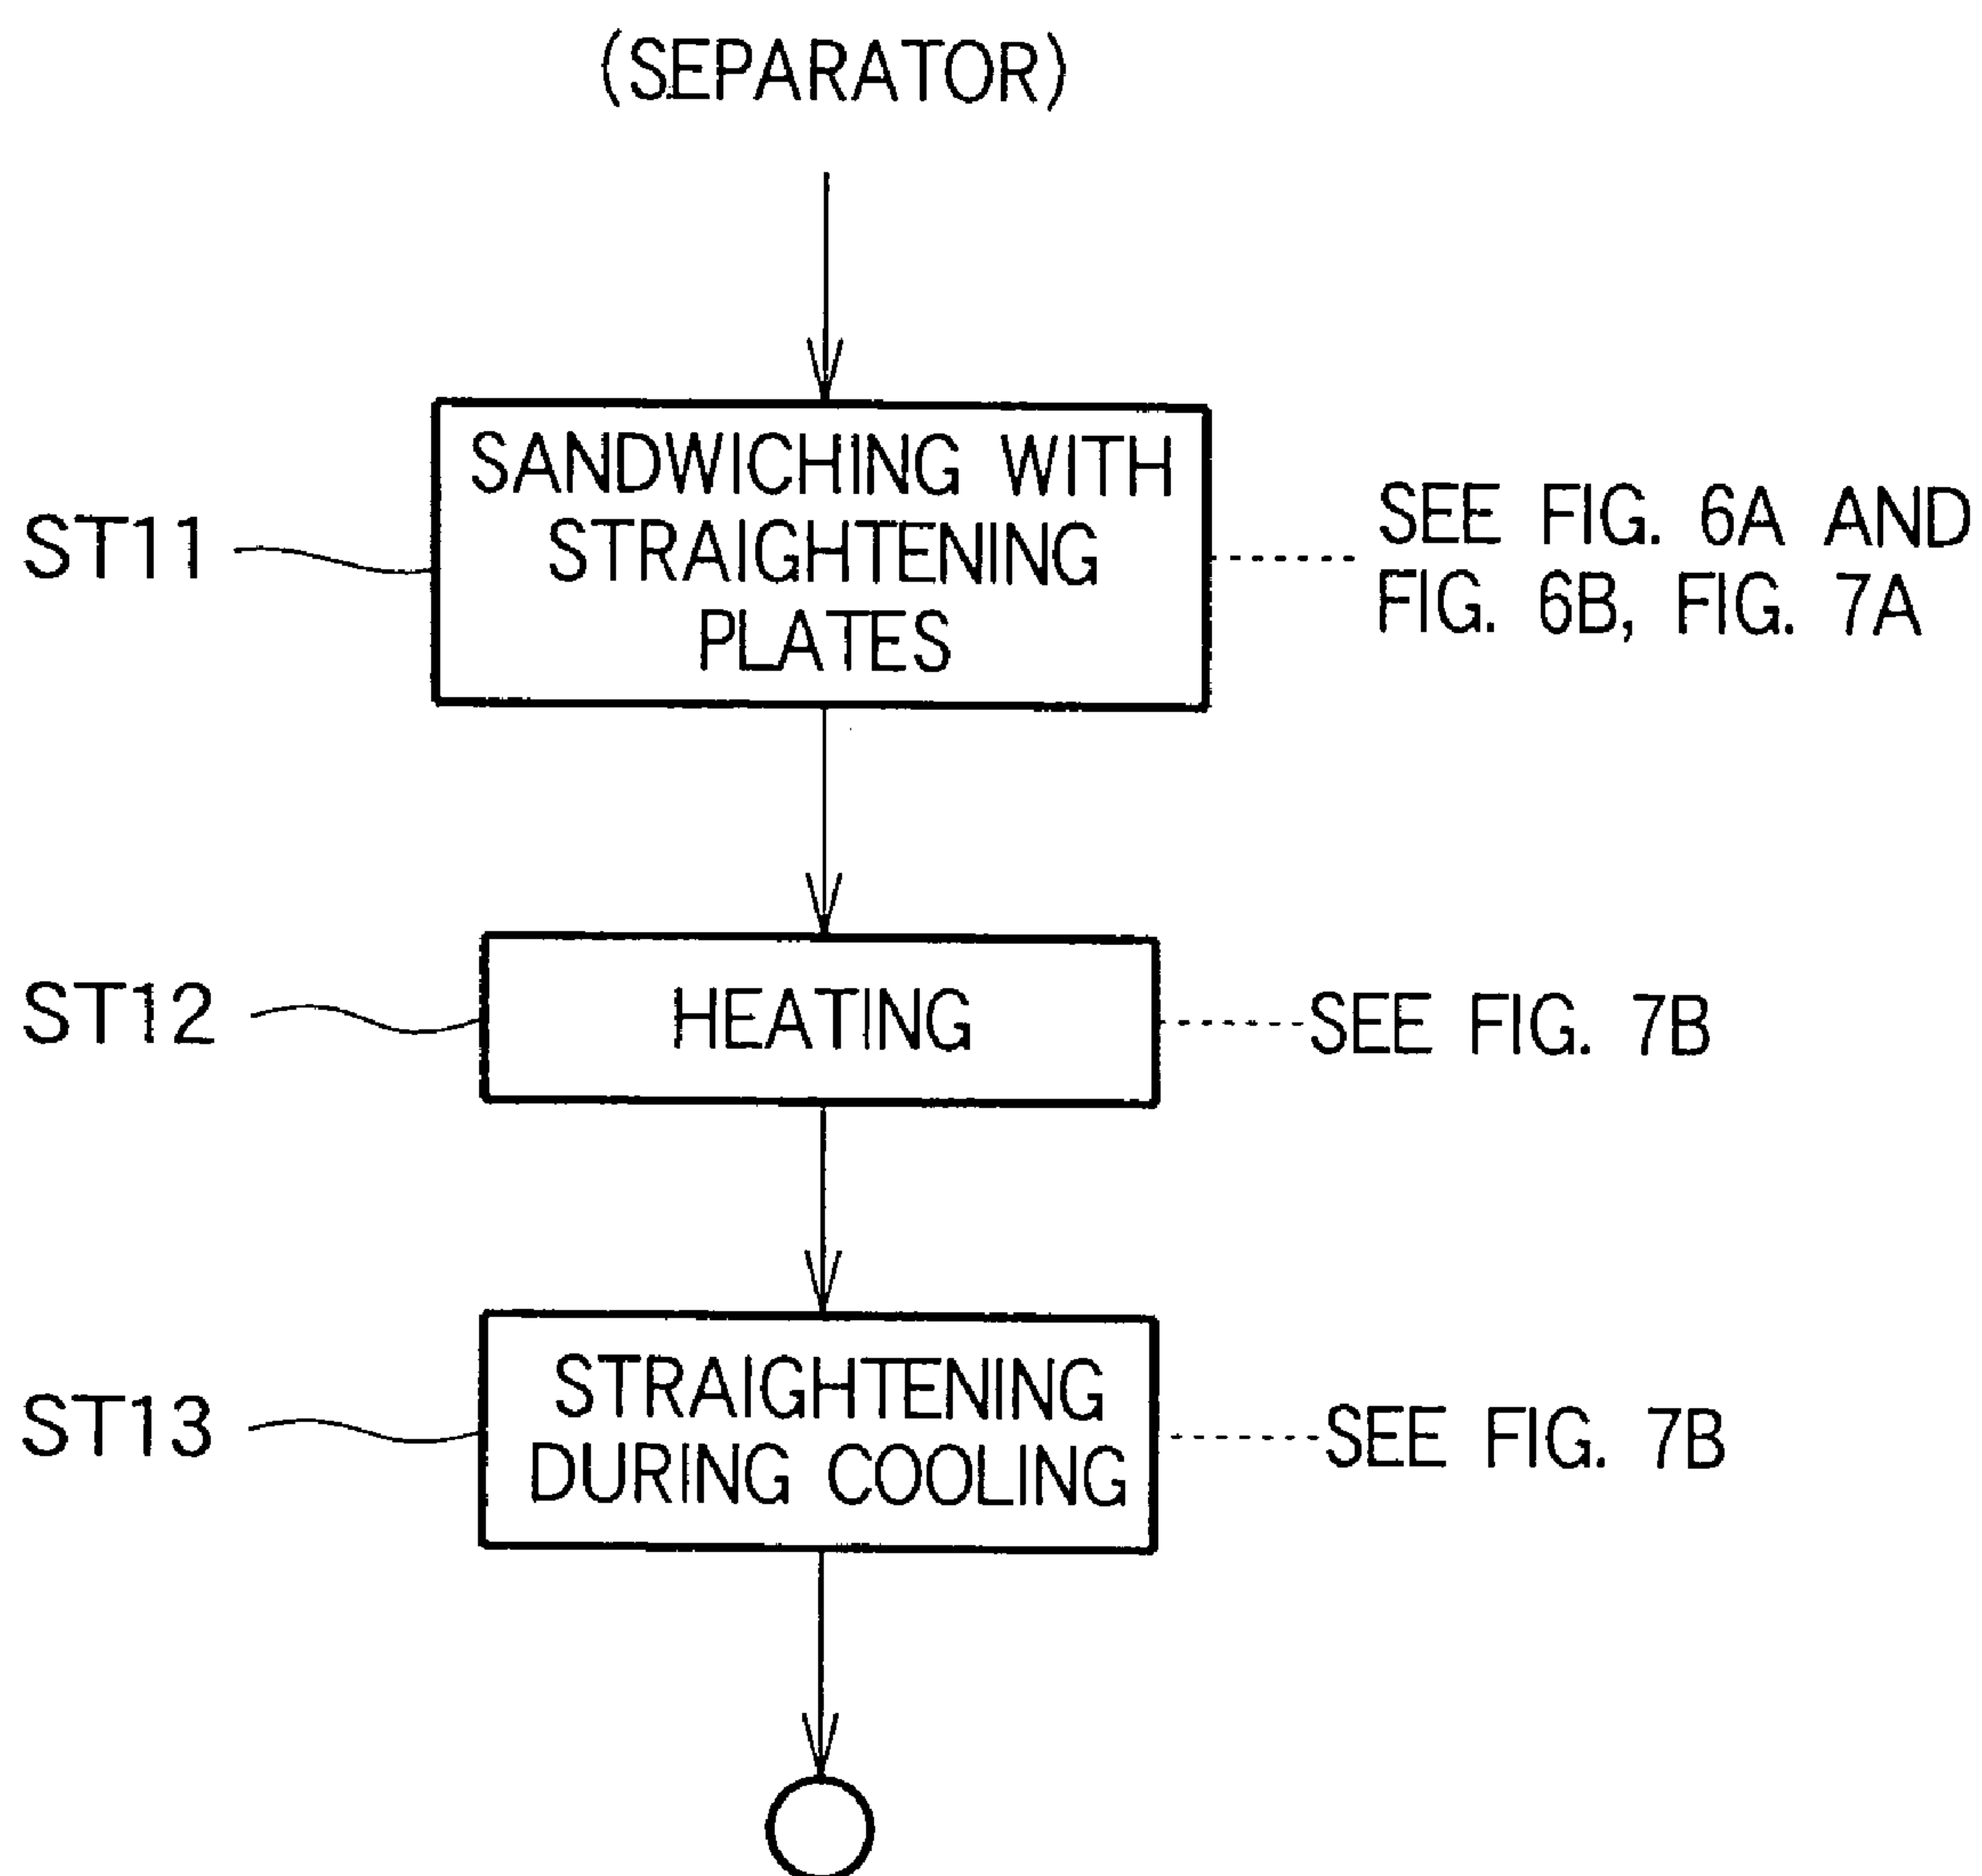 (SEPARATOR)
SANDWICHING WITH
STRAIGHTENING
PLATES
ST11
SEE FIG. 6A AND
FIG. 6B, FIG. 7A
ST12
HEATING
SEE FIG. 7B
STRAIGHTENING
DURING COOLING
ST13
SEE FIG. 7B